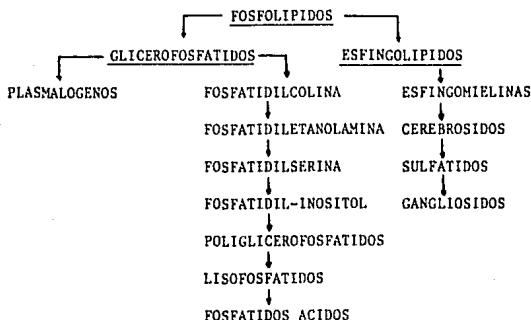 FOSFOLIPIDOS
GLICEROFOSFATIDOS ESFINGOLIPIDOS
PLASMALOGENOS FOSFATIDILCOLINA ESFINGOMIELINAS
FOSFATIDILETANOLAMINA CEREBROSIDOS
FOSFATIDILSERINA SULFATIDOS
FOSFATIDIL-INOSITOL GANGLIOSIDOS
POLIGLICEROFOSFATIDOS
LISOFOSFATIDOS
FOSFATIDOS ACIDOS